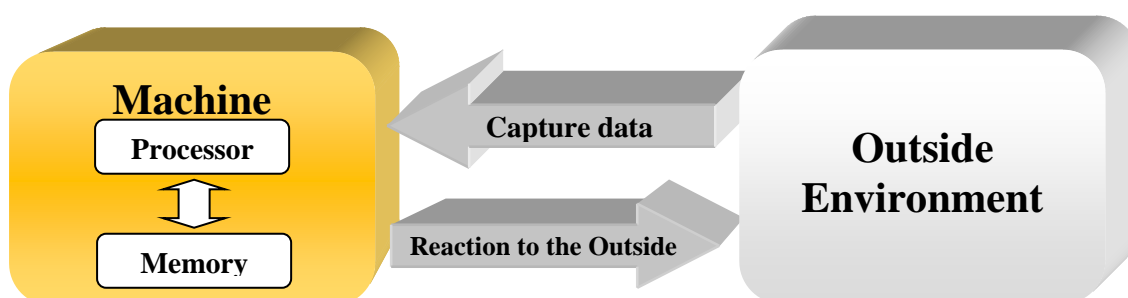 Machine
Processor
Memory
Capture data
Reaction to the Outside
Outside
Environment